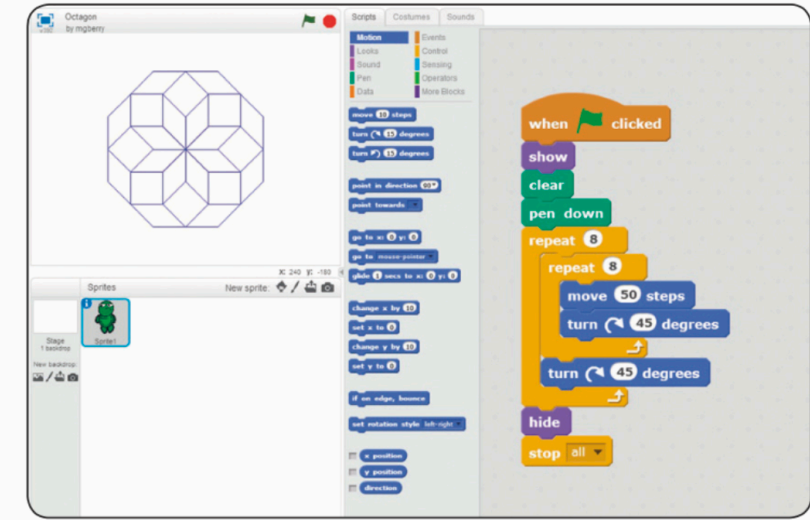 Octagon
by mgberry
X: 240 y: -180
Sprites
New sprite:
Stage
1 backdrop
New backdrop:
Sprite1
Scripts Costumes Sounds
Motion Events
Looks Control
Sound Sensing
Pen Operators
Data More Blocks
move 10 steps
turn 15 degrees
turn 15 degrees
point in direction 90
point towards
go to x: 0 y: 0
go to mouse-pointer
glide 1 secs to x: 0 y: 0
change x by 10
set x to 0
change y by 10
set y to 0
if on edge, bounce
set rotation style left-right
x position
y position
direction
when clicked
show
clear
pen down
repeat 8
repeat 8
move 50 steps
turn 45 degrees
turn 45 degrees
hide
stop all